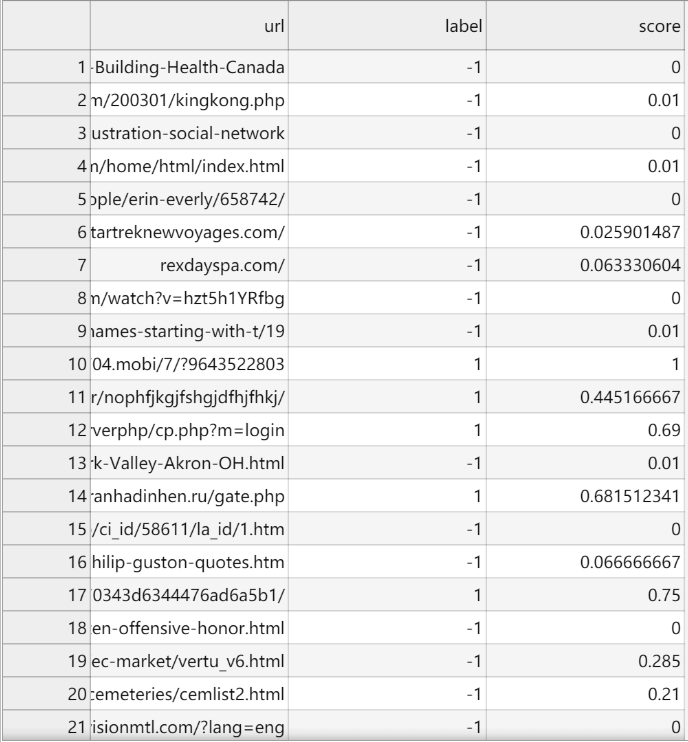 url label score
1 -Building-Health-Canada -1 0
2 m/200301/kingkong.php -1 0.01
3 ustration-social-network -1 0
4 n/home/html/index.html -1 0.01
5 ople/erin-everly/658742/ -1 0
6 tartreknewvoyages.com/ -1 0.025901487
7 rexdayspa.com/ -1 0.063330604
8 n/watch?v=hzt5h1YRfbg -1 0
9 names-starting-with-t/19 -1 0.01
10 04.mobi/7/?9643522803 1 1
11 r/nophfjkgjfshgjdfhjfhkj/ 1 0.445166667
12 verphp/cp.php?m=login 1 0.69
13 rk-Valley-Akron-OH.html -1 0.01
14 ranhadinhen.ru/gate.php 1 0.681512341
15 /ci_id/58611/la_id/1.htm -1 0
16 hilip-guston-quotes.htm -1 0.066666667
17 0343d6344476ad6a5b1/ 1 0.75
18 en-offensive-honor.html -1 0
19 ec-market/vertu_v6.html -1 0.285
20 cemeteries/cemlist2.html -1 0.21
21 isionmtl.com/?lang=eng -1 0